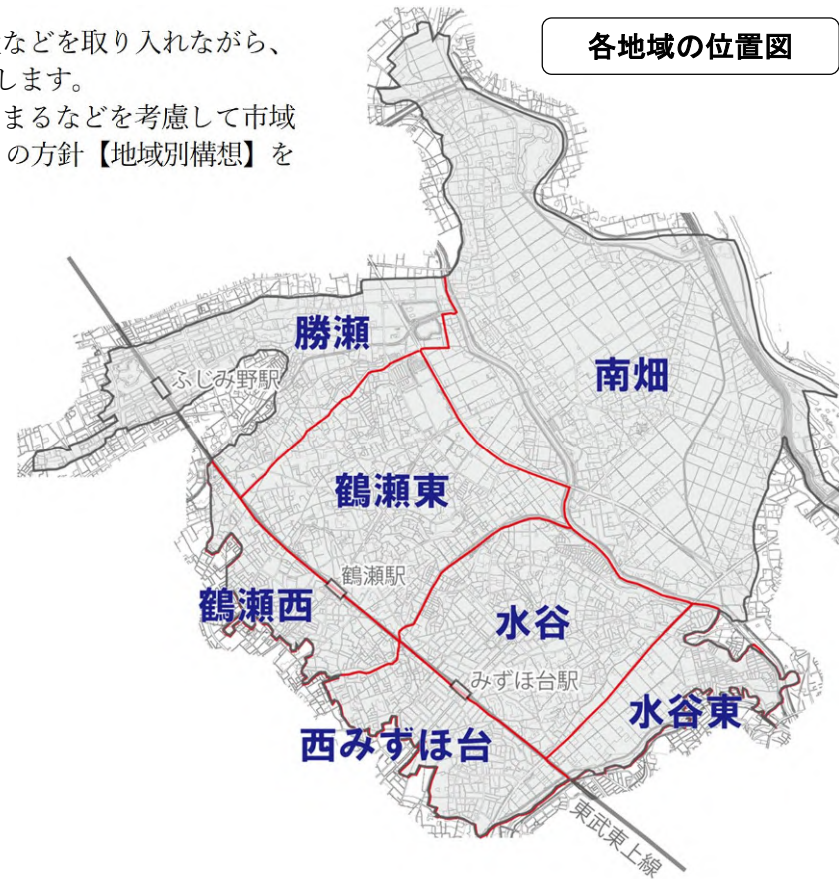 などを取り入れながら、
します。
まるなどを考慮して市域
の方針【地域別構想】を
各地域の位置図
勝瀬
ふじみ野駅
南畑
鶴瀬東
鶴瀬駅
鶴瀬西
水谷
みずほ台駅
水谷東
西みずほ台
東武東上線